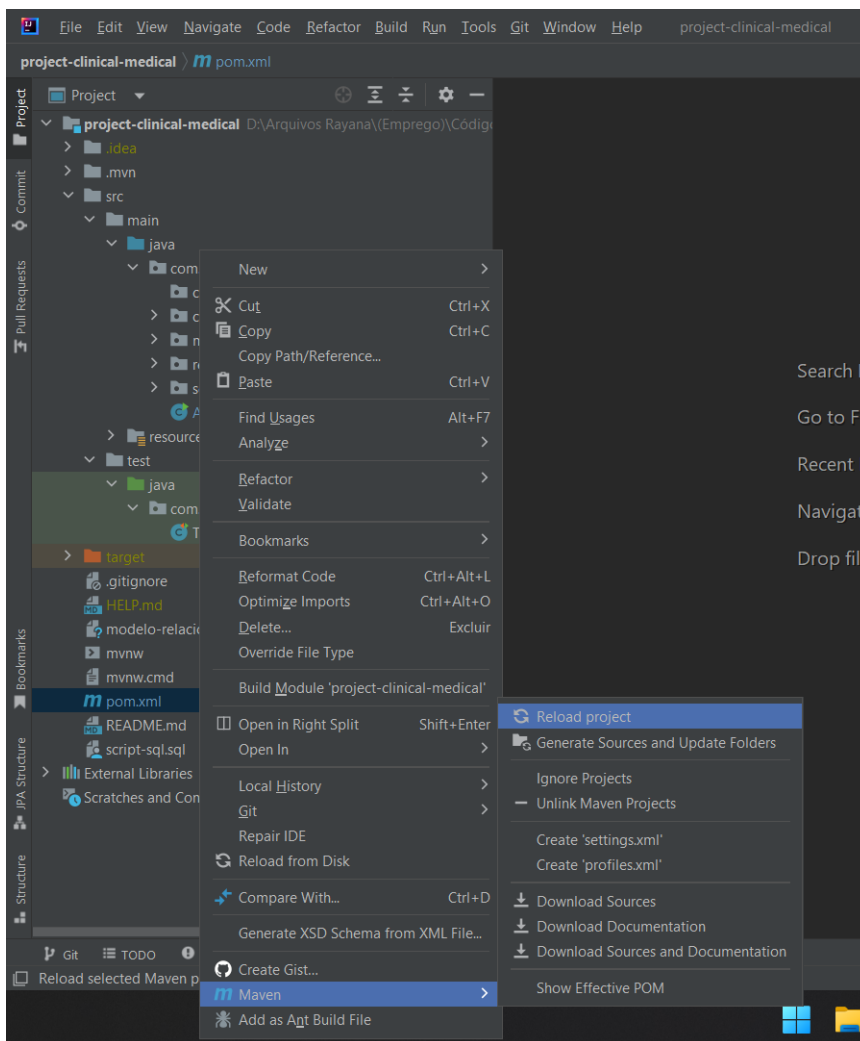 File Edit View Navigate Code Refactor Build Run Tools Git Window Help project-clinical-medical
project-clinical-medical pom.xml
Project
Project
Commit
Pull Requests
Bookmarks
JPA Structure
Structure
project-clinical-medical D:\Arquivos Rayana\(Emprego)\Códig
.idea
.mvn
src
main
java
com
c
c
m
re
s
A
resource
test
java
com
T
target
.gitignore
HELP.md
modelo-relacio
mvnw
mvnw.cmd
pom.xml
README.md
script-sql.sql
External Libraries
Scratches and Con
New
Cut Ctrl+X
Copy Ctrl+C
Copy Path/Reference...
Paste Ctrl+V
Find Usages Alt+F7
Analyze
Refactor
Validate
Bookmarks
Reformat Code Ctrl+Alt+L
Optimize Imports Ctrl+Alt+O
Delete... Excluir
Override File Type
Build Module 'project-clinical-medical'
Open in Right Split Shift+Enter
Open In
Local History
Git
Repair IDE
Reload from Disk
Compare With... Ctrl+D
Generate XSD Schema from XML File...
Create Gist...
Maven
Add as Ant Build File
Reload project
Generate Sources and Update Folders
Ignore Projects
Unlink Maven Projects
Create 'settings.xml'
Create 'profiles.xml'
Download Sources
Download Documentation
Download Sources and Documentation
Show Effective POM
Search
Go to F
Recent
Navigat
Drop fil
Git TODO
Reload selected Maven p